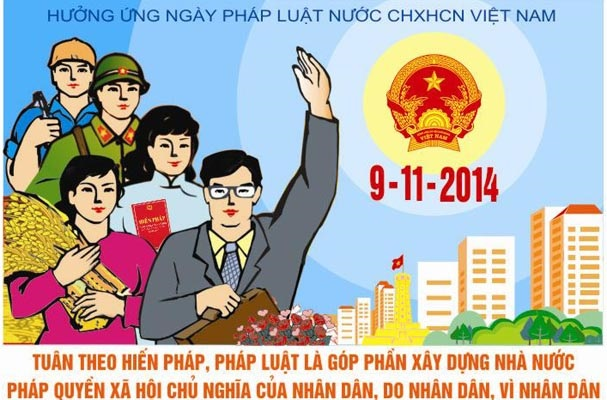 HƯỞNG ỨNG NGÀY PHÁP LUẬT NƯỚC CHXHCN VIỆT NAM
VIỆT NAM
9-11-2014
HIẾN PHÁP
TUÂN THEO HIẾN PHÁP, PHÁP LUẬT LÀ GÓP PHẦN XÂY DỰNG NHÀ NƯỚC
PHÁP QUYỀN XÃ HỘI CHỦ NGHĨA CỦA NHÂN DÂN, DO NHÂN DÂN, VÌ NHÂN DÂN